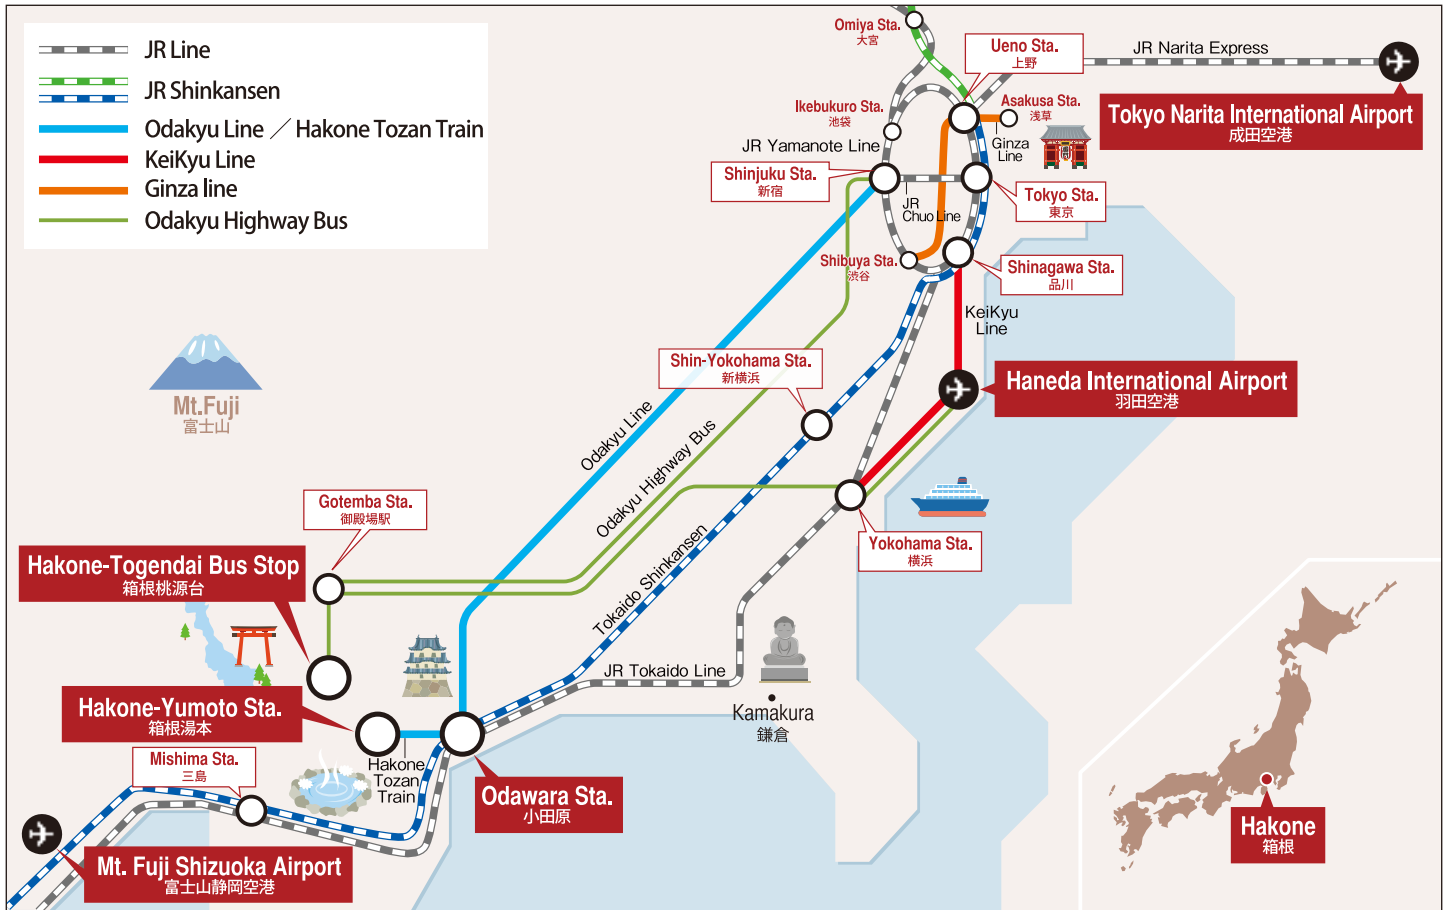 JR Line
JR Shinkansen
Odakyu Line ／ Hakone Tozan Train
KeiKyu Line
Ginza line
Odakyu Highway Bus
Omiya Sta.
大宮
Ueno Sta.
上野
JR Narita Express
Tokyo Narita International Airport
成田空港
Ikebukuro Sta.
池袋
Asakusa Sta.
浅草
Ginza
Line
JR Yamanote Line
Shinjuku Sta.
新宿
JR
Chuo Line
Tokyo Sta.
東京
Shibuya Sta.
渋谷
Shinagawa Sta.
品川
KeiKyu
Line
Haneda International Airport
羽田空港
Shin-Yokohama Sta.
新横浜
Mt.Fuji
富士山
Odakyu Line
Odakyu Highway Bus
Gotemba Sta.
御殿場駅
Yokohama Sta.
横浜
Hakone-Togendai Bus Stop
箱根桃源台
Tokaido Shinkansen
JR Tokaido Line
Kamakura
鎌倉
Hakone-Yumoto Sta.
箱根湯本
Hakone
Tozan
Train
Mishima Sta.
三島
Odawara Sta.
小田原
Mt. Fuji Shizuoka Airport
富士山静岡空港
Hakone
箱根